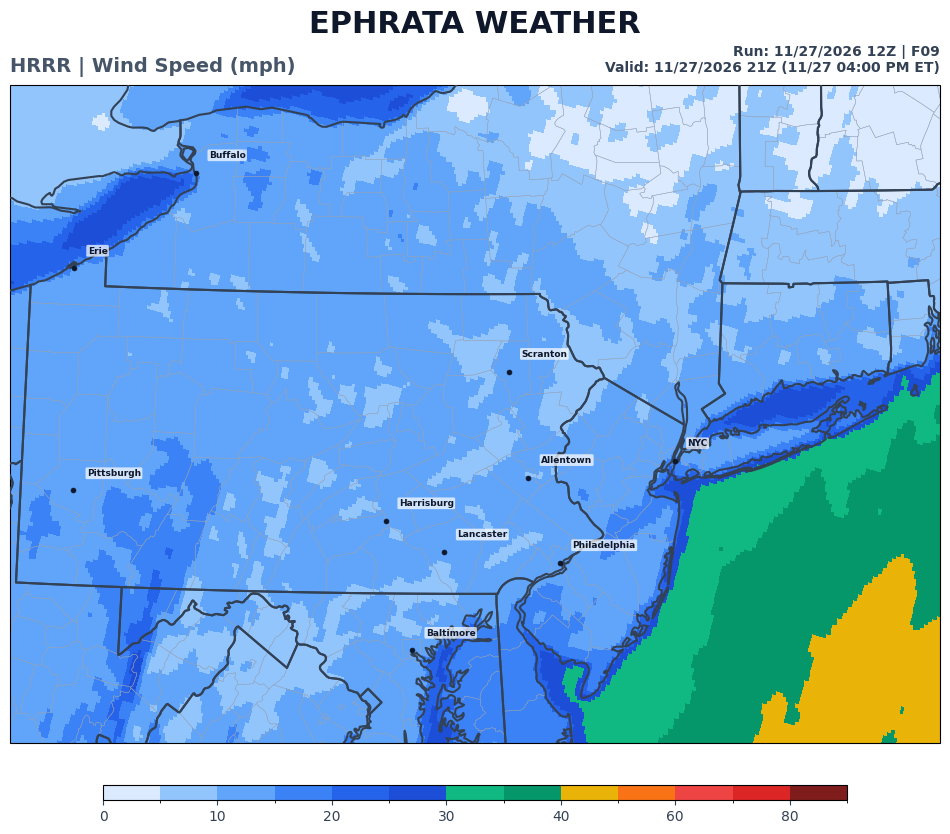 EPHRATA WEATHER
Run: 11/27/2026 12Z | F09
HRRR | Wind Speed (mph)
Valid: 11/27/2026 21Z (11/27 04:00 PM ET)
Buffalo
Erie
Scranton
NYC
Allentown
Pittsburgh
Harrisburg
Lancaster
Philadelphia
Baltimore
0 10 20 30 40 60 80